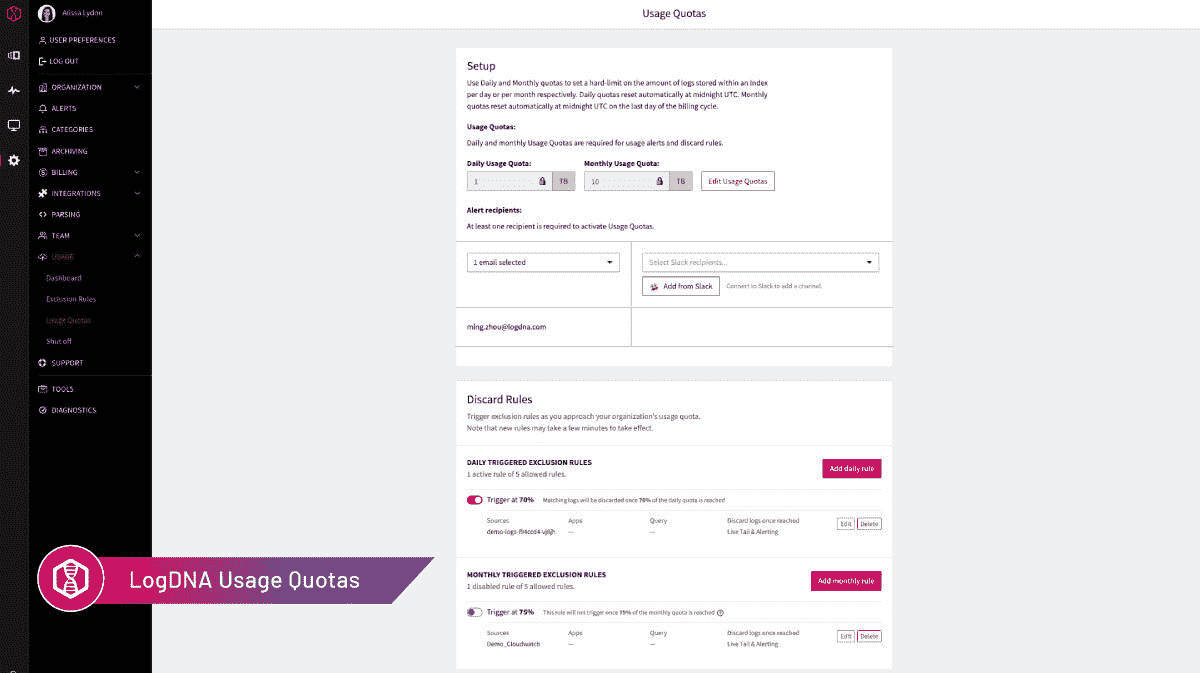 Alissa Lydon
USER PREFERENCES
LOG OUT
ORGANIZATION
ALERTS
CATEGORIES
ARCHIVING
BILLING
INTEGRATIONS
PARSING
TEAM
USAGE
Dashboard
Exclusion Rules
Usage Quotas
Shut off
SUPPORT
TOOLS
DIAGNOSTICS
Usage Quotas
Setup
Use Daily and Monthly quotas to set a hard-limit on the amount of logs stored within an Index
per day or per month respectively. Daily quotas reset automatically at midnight UTC. Monthly
quotas reset automatically at midnight UTC on the last day of the billing cycle.
Usage Quotas:
Daily and monthly Usage Quotas are required for usage alerts and discard rules.
Daily Usage Quota: Monthly Usage Quota:
1 TB 10 TB Edit Usage Quotas
Alert recipients:
At least one recipient is required to activate Usage Quotas.
1 email selected Select Slack recipients...
Add from Slack Connect to Slack to add a channel.
ming.zhou@logdna.com
Discard Rules
Trigger exclusion rules as you approach your organization's usage quota.
Note that new rules may take a few minutes to take effect.
DAILY TRIGGERED EXCLUSION RULES
1 active rule of 5 allowed rules.
Add daily rule
Trigger at 70% Matching logs will be discarded once 70% of the daily quota is reached
Sources Apps Query Discard logs once reached
— — Live Tail & Alerting
Edit Delete
MONTHLY TRIGGERED EXCLUSION RULES
1 disabled rule of 5 allowed rules.
Add monthly rule
Trigger at 75% This rule will not trigger once 75% of the monthly quota is reached
Sources Apps Query Discard logs once reached
Demo_Cloudwatch — — Live Tail & Alerting
Edit Delete
LogDNA Usage Quotas